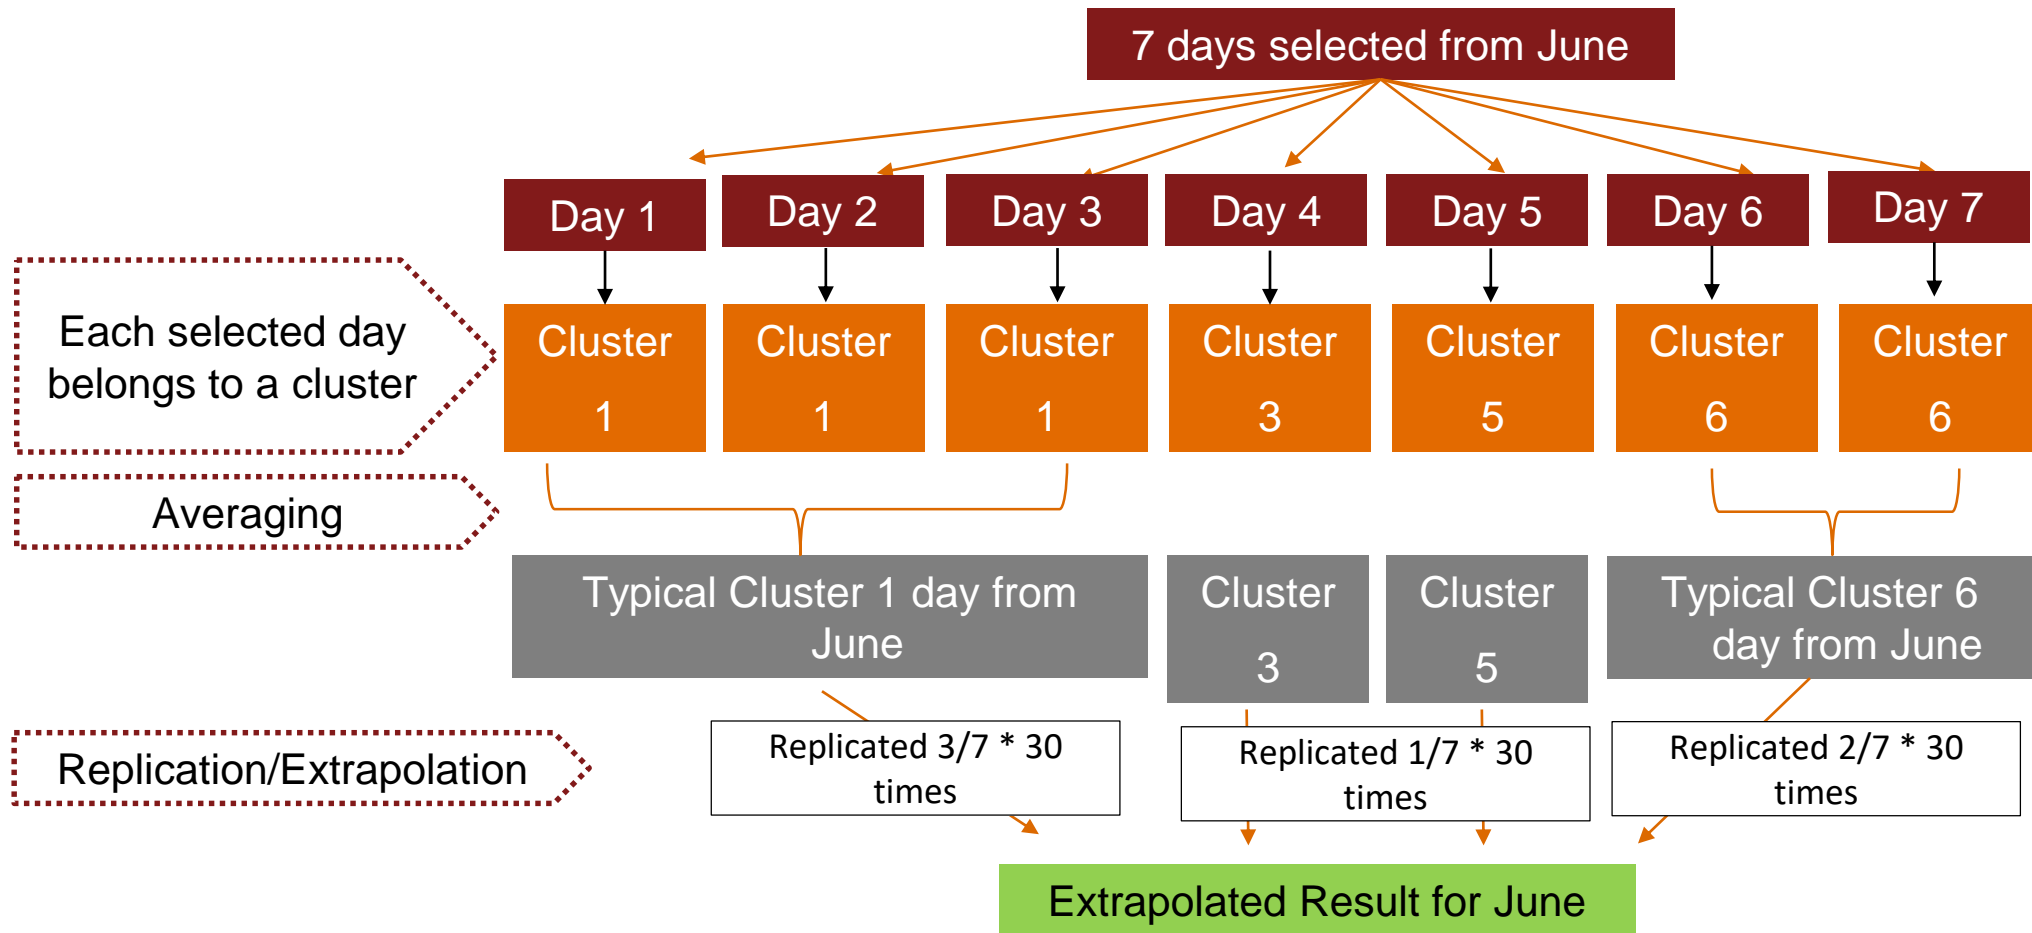 7 days selected from June
Day 1
Day 2
Day 3
Day 4
Day 5
Day 6
Day 7
Each selected day
belongs to a cluster
Cluster
1
Cluster
1
Cluster
1
Cluster
3
Cluster
5
Cluster
6
Cluster
6
Averaging
Typical Cluster 1 day from
June
Cluster
3
Cluster
5
Typical Cluster 6
day from June
Replication/Extrapolation
Replicated 3/7 * 30
times
Replicated 1/7 * 30
times
Replicated 2/7 * 30
times
Extrapolated Result for June